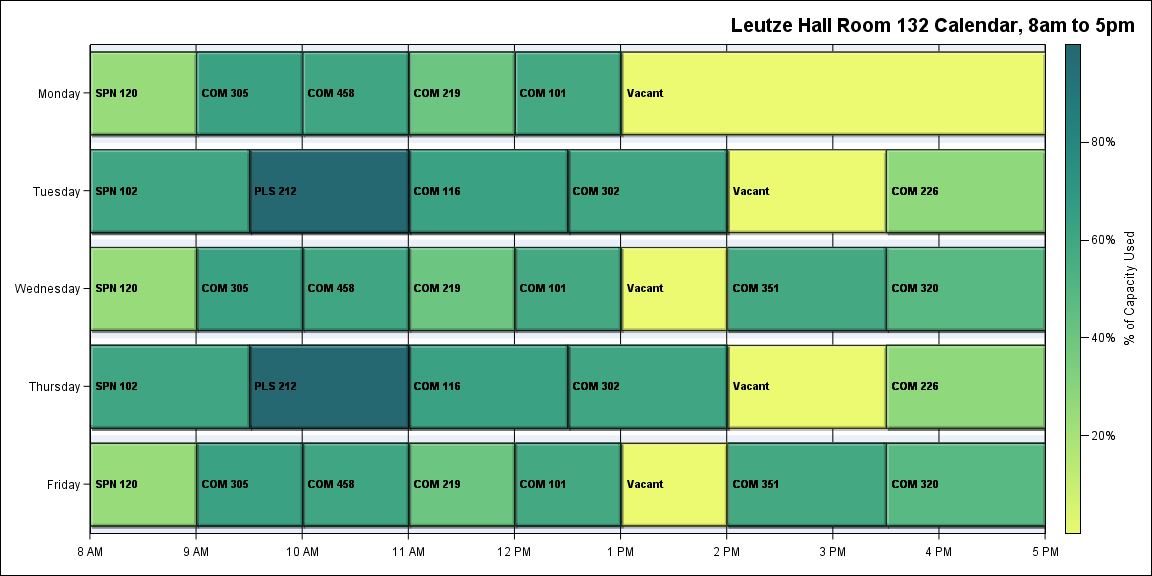 Leutze Hall Room 132 Calendar, 8am to 5pm
Monday
SPN 120
COM 305
COM 458
COM 219
COM 101
Vacant
Tuesday
SPN 102
PLS 212
COM 116
COM 302
Vacant
COM 226
Wednesday
SPN 120
COM 305
COM 458
COM 219
COM 101
Vacant
COM 351
COM 320
Thursday
SPN 102
PLS 212
COM 116
COM 302
Vacant
COM 226
Friday
SPN 120
COM 305
COM 458
COM 219
COM 101
Vacant
COM 351
COM 320
8 AM
9 AM
10 AM
11 AM
12 PM
1 PM
2 PM
3 PM
4 PM
5 PM
80%
60%
40%
20%
% of Capacity Used